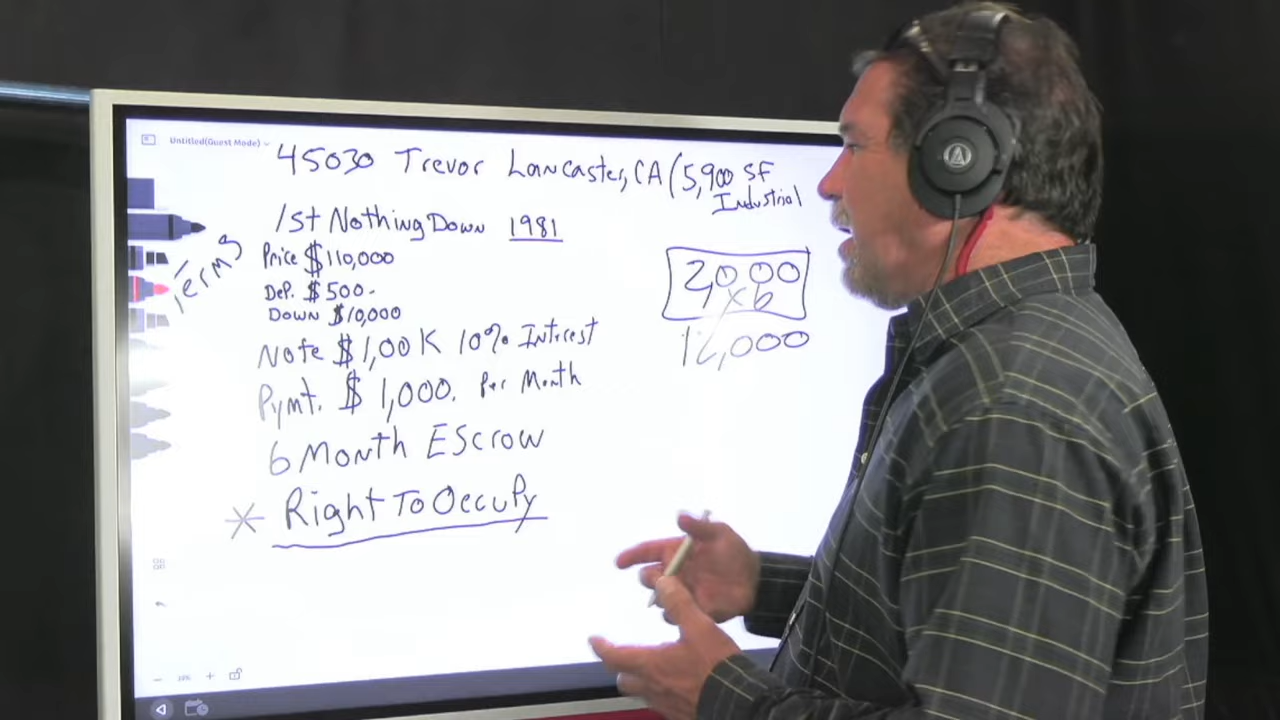 Untitled(Guest Mode)
45030 Trevor Lancaster, CA (5,900 SF
Industrial
1st Nothing Down 1981
Terms
Price $110,000
Dep. $500-
Down $10,000
Note $1,00K 10% Interest
Pymt. $1,000. Per Month
6 Month Escrow
* Right To Occupy
2,000
x6
12,000